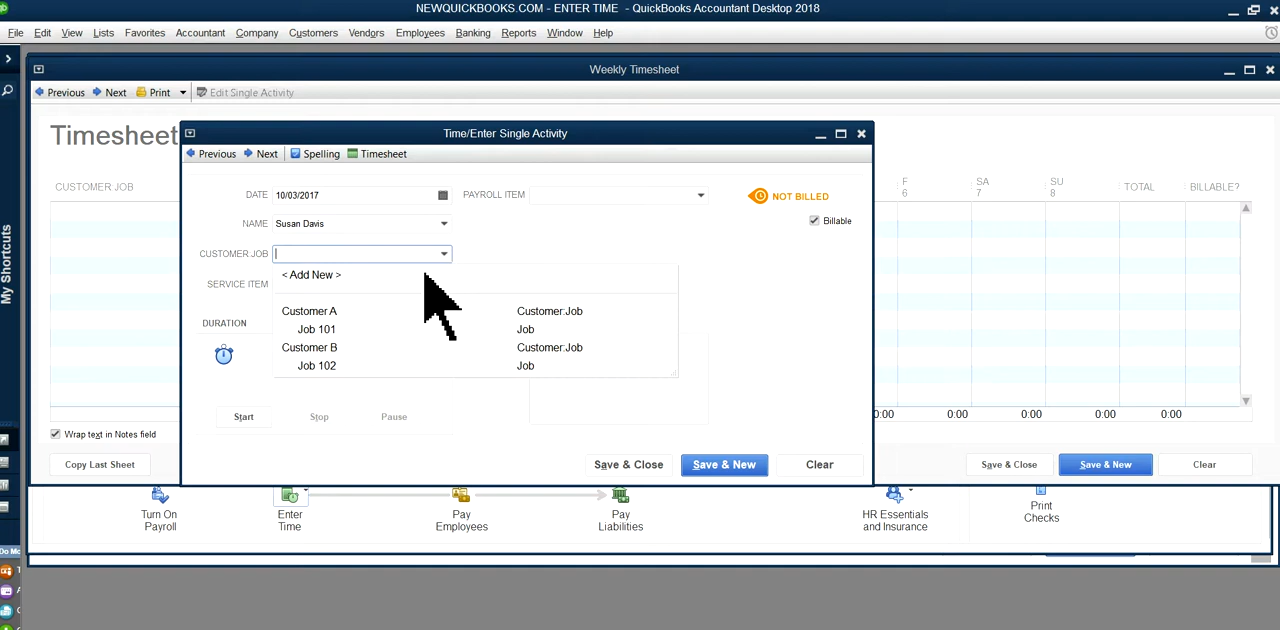 NEWQUICKBOOKS.COM - ENTER TIME - QuickBooks Accountant Desktop 2018
File Edit View Lists Favorites Accountant Company Customers Vendors Employees Banking Reports Window Help
Weekly Timesheet
Previous Next Print Edit Single Activity
Timesheet
Time/Enter Single Activity
Previous Next Spelling Timesheet
CUSTOMER JOB
F
6
SA
7
SU
8
TOTAL
BILLABLE?
DATE 10/03/2017 PAYROLL ITEM NOT BILLED
NAME Susan Davis Billable
CUSTOMER:JOB
< Add New >
SERVICE ITEM
Customer A Customer:Job
Job 101 Job
Customer B Customer:Job
Job 102 Job
DURATION
My Shortcuts
Start Stop Pause
0:00 0:00 0:00 0:00 0:00
Wrap text in Notes field
Copy Last Sheet
Save & Close Save & New Clear
Save & Close Save & New Clear
Turn On
Payroll
Enter
Time
Pay
Employees
Pay
Liabilities
HR Essentials
and Insurance
Print
Checks